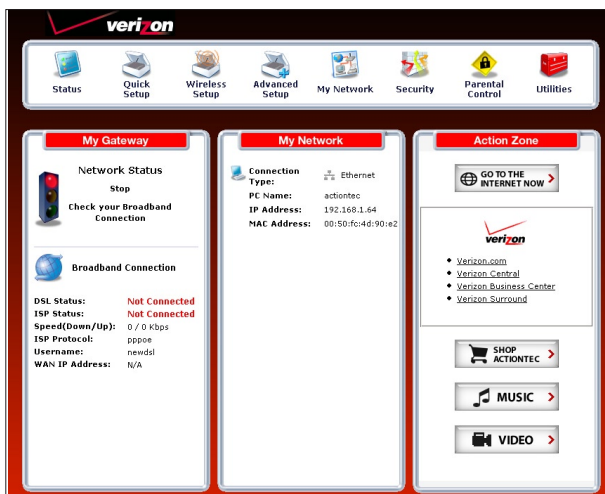 verizon
Status
Quick Setup
Wireless Setup
Advanced Setup
My Network
Security
Parental Control
Utilities
My Gateway
Network Status
Stop
Check your Broadband
Connection
Broadband Connection
DSL Status: Not Connected
ISP Status: Not Connected
Speed(Down/Up): 0 / 0 Kbps
ISP Protocol: pppoe
Username: newdsl
WAN IP Address: N/A
My Network
Connection Type: Ethernet
PC Name: actiontec
IP Address: 192.168.1.64
MAC Address: 00:50:fc:4d:90:e2
Action Zone
GO TO THE
INTERNET NOW
verizon
Verizon.com
Verizon Central
Verizon Business Center
Verizon Surround
SHOP
ACTIONTEC
MUSIC
VIDEO